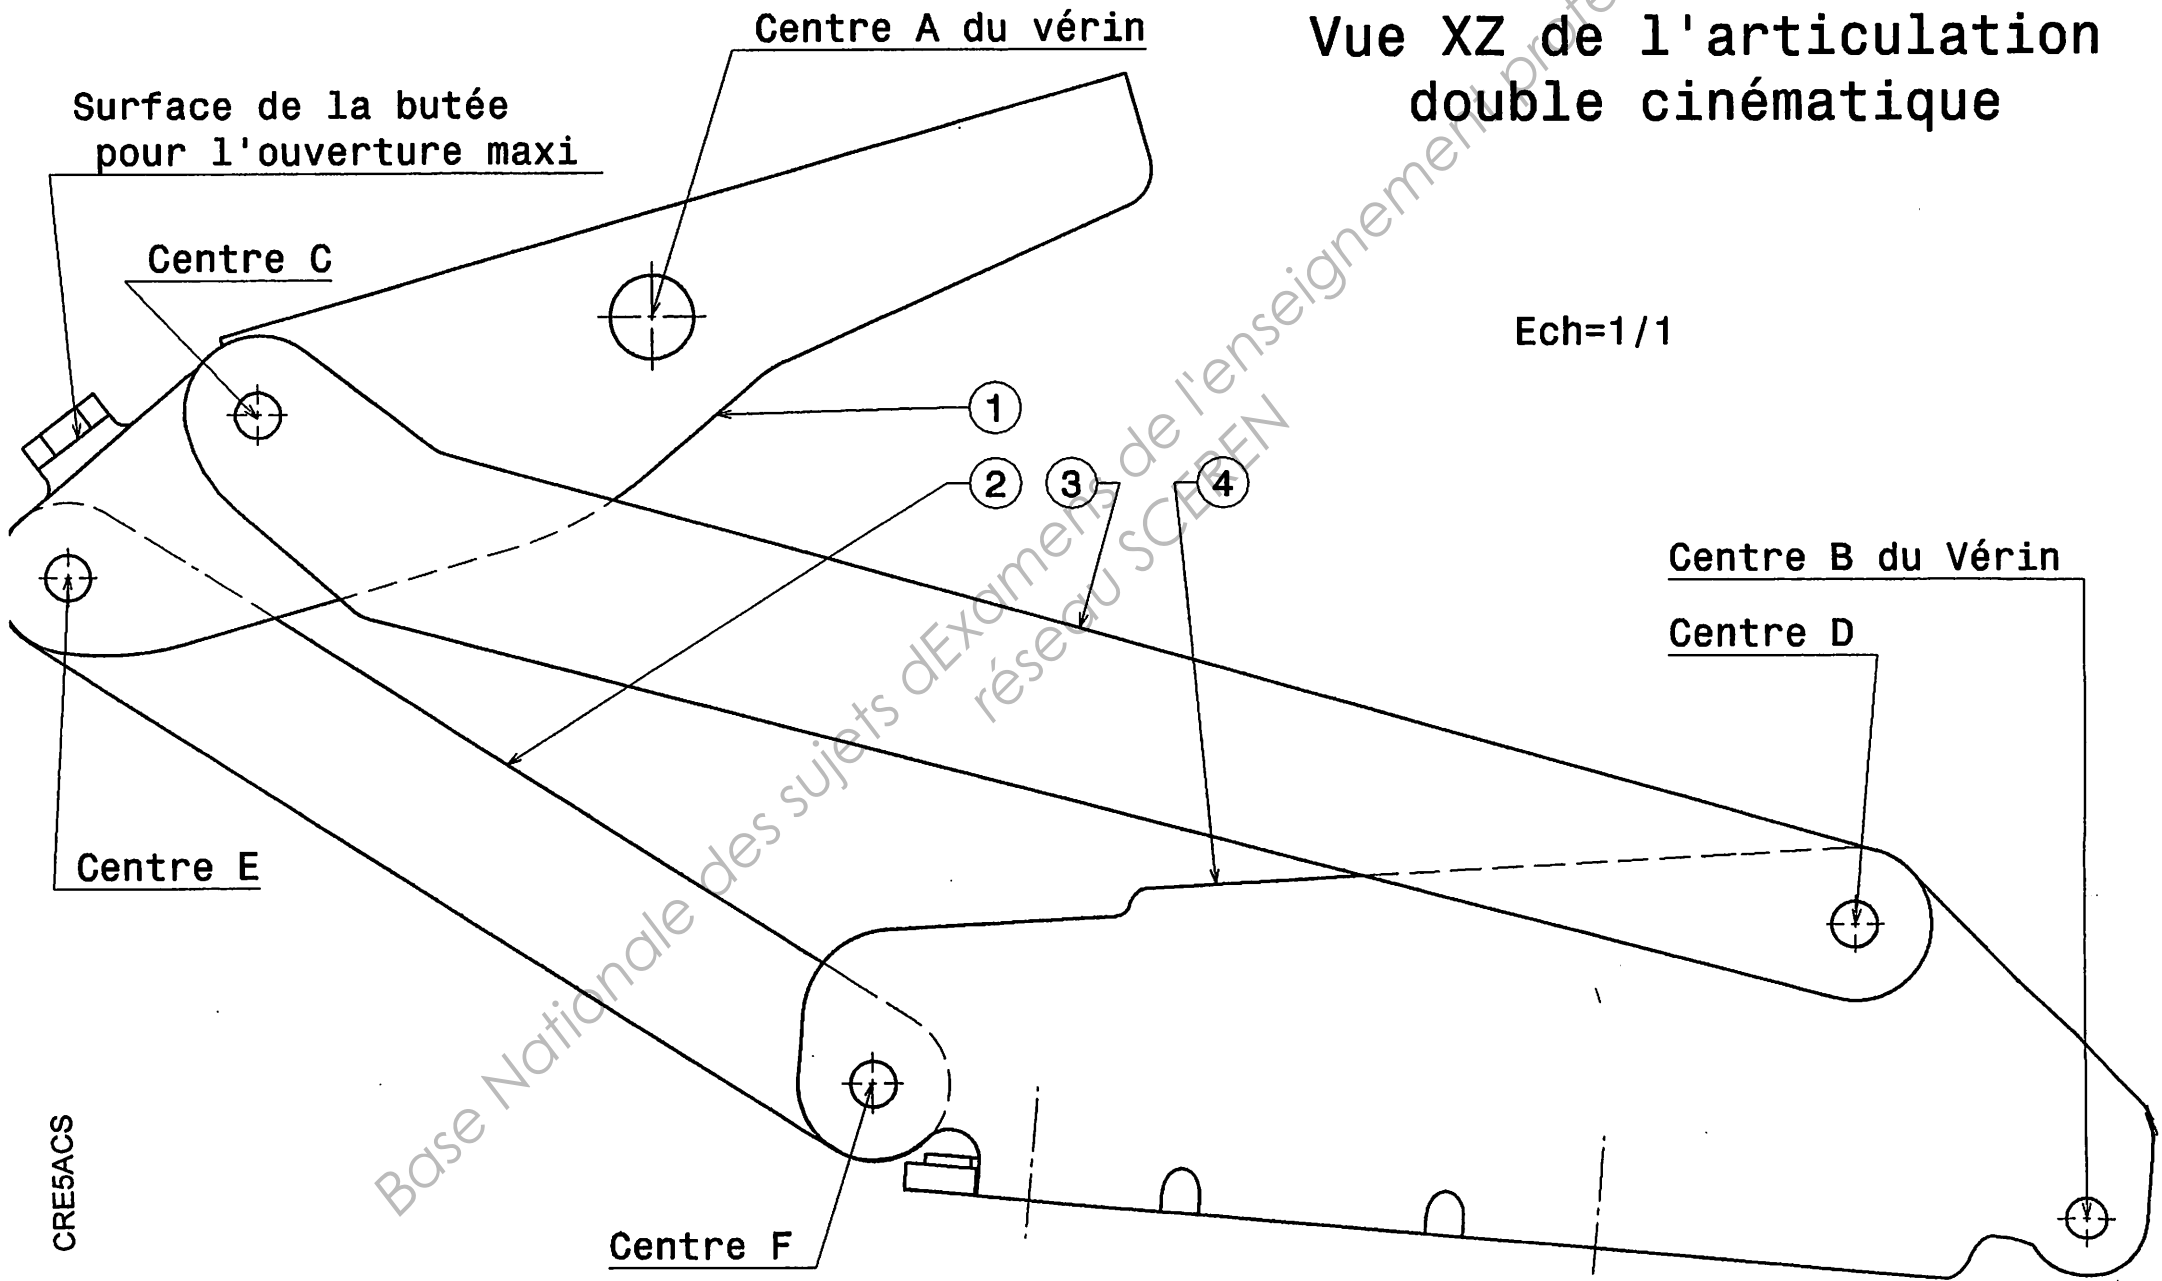 Centre A du vérin
Vue XZ de l'articulation
double cinématique
Surface de la butée
pour l'ouverture maxi
Centre C
Ech=1/1
1
2
3
4
Centre B du Vérin
Centre D
Centre E
Centre F
CRE5ACS
Base Nationale des sujets dExamens de l'enseignement profe
réseau SCEREN